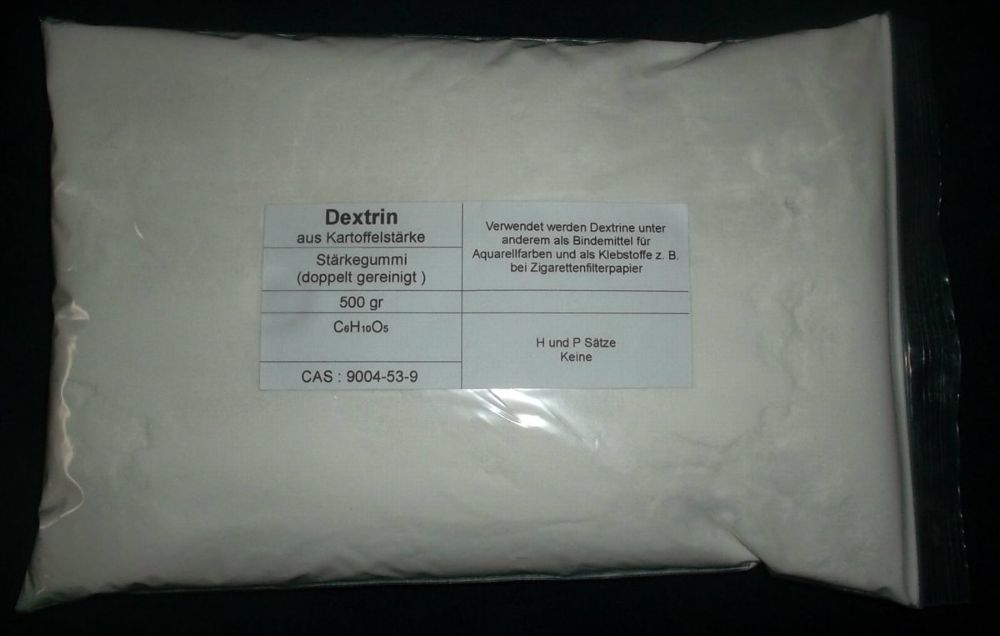 Dextrin
aus Kartoffelstärke
Stärkegummi
(doppelt gereinigt )
500 gr
C₆H₁₀O₅
CAS : 9004-53-9
Verwendet werden Dextrine unter
anderem als Bindemittel für
Aquarellfarben und als Klebstoffe z. B.
bei Zigarettenfilterpapier
H und P Sätze
Keine